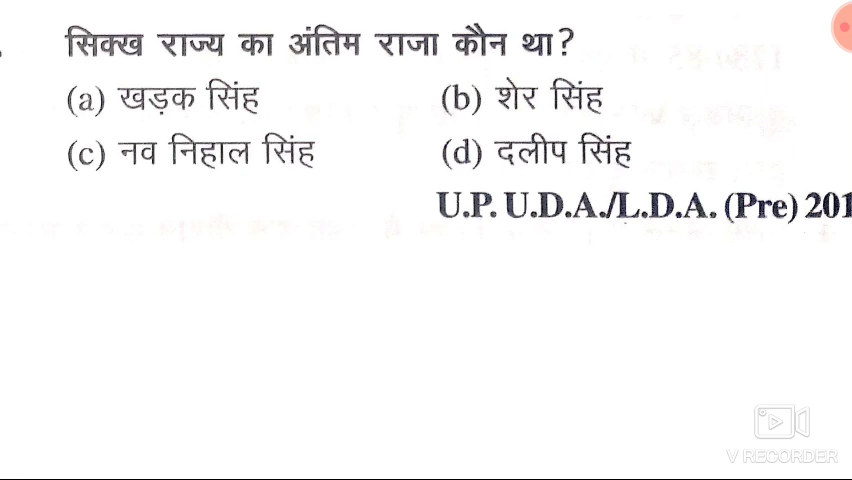 सिक्ख राज्य का अंतिम राजा कौन था?
(a) खड़क सिंह (b) शेर सिंह
(c) नव निहाल सिंह (d) दलीप सिंह
U.P. U.D.A./L.D.A. (Pre) 201
V RECORDER